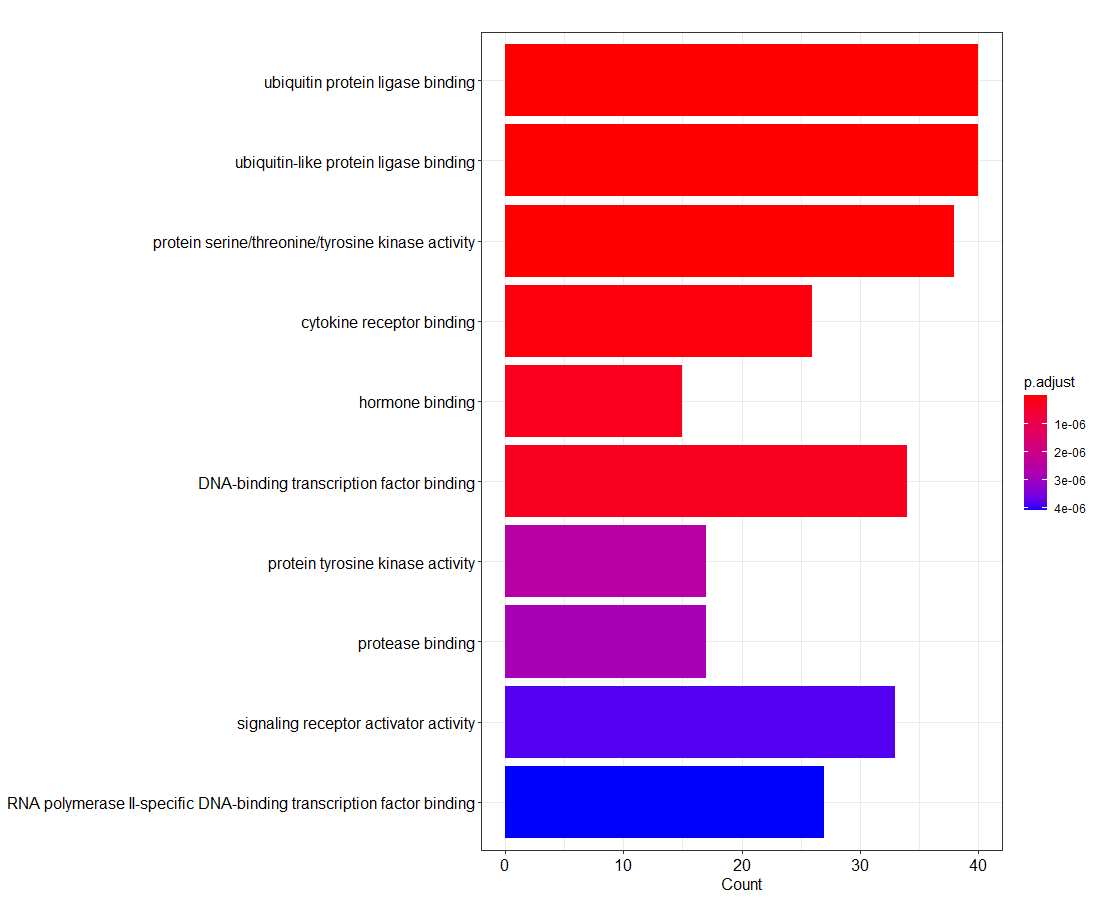 ubiquitin protein ligase binding
ubiquitin-like protein ligase binding
protein serine/threonine/tyrosine kinase activity
cytokine receptor binding
hormone binding
DNA-binding transcription factor binding
protein tyrosine kinase activity
protease binding
signaling receptor activator activity
RNA polymerase II-specific DNA-binding transcription factor binding
0 10 20 30 40
Count
p.adjust
1e-06
2e-06
3e-06
4e-06